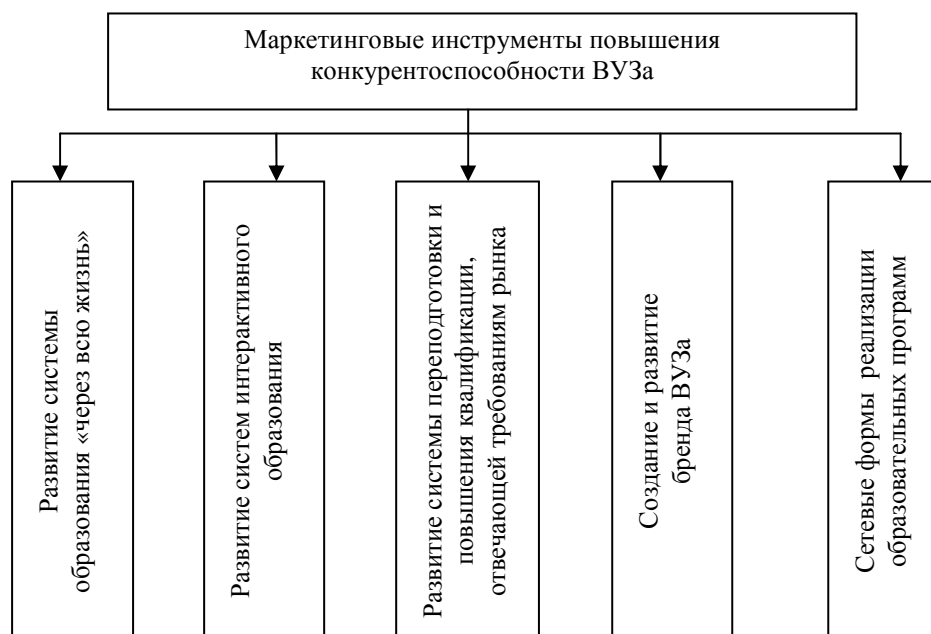 Маркетинговые инструменты повышения
конкурентоспособности ВУЗа
Развитие системы
образования «через всю жизнь»
Развитие систем интерактивного
образования
Развитие системы переподготовки и
повышения квалификации,
отвечающей требованиям рынка
Создание и развитие
бренда ВУЗа
Сетевые формы реализации
образовательных программ